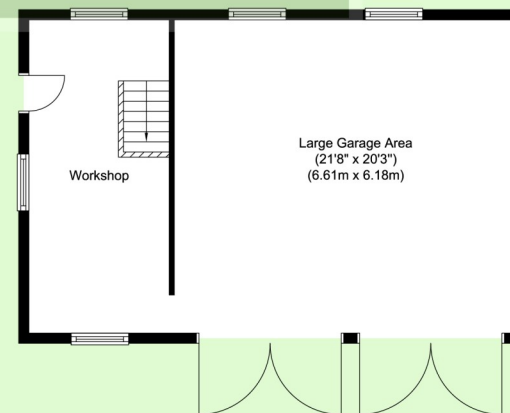 Large Garage Area
(21'8" x 20'3")
(6.61m x 6.18m)
Workshop